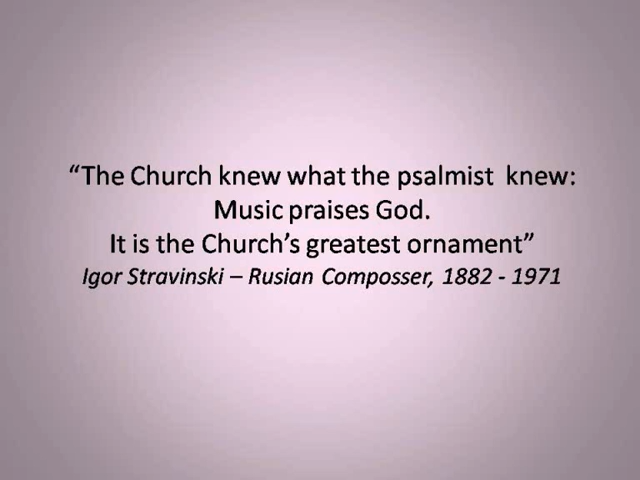 “The Church knew what the psalmist  knew:
Music praises God.
It is the Church’s greatest ornament”
Igor Stravinski – Rusian Composser, 1882 - 1971